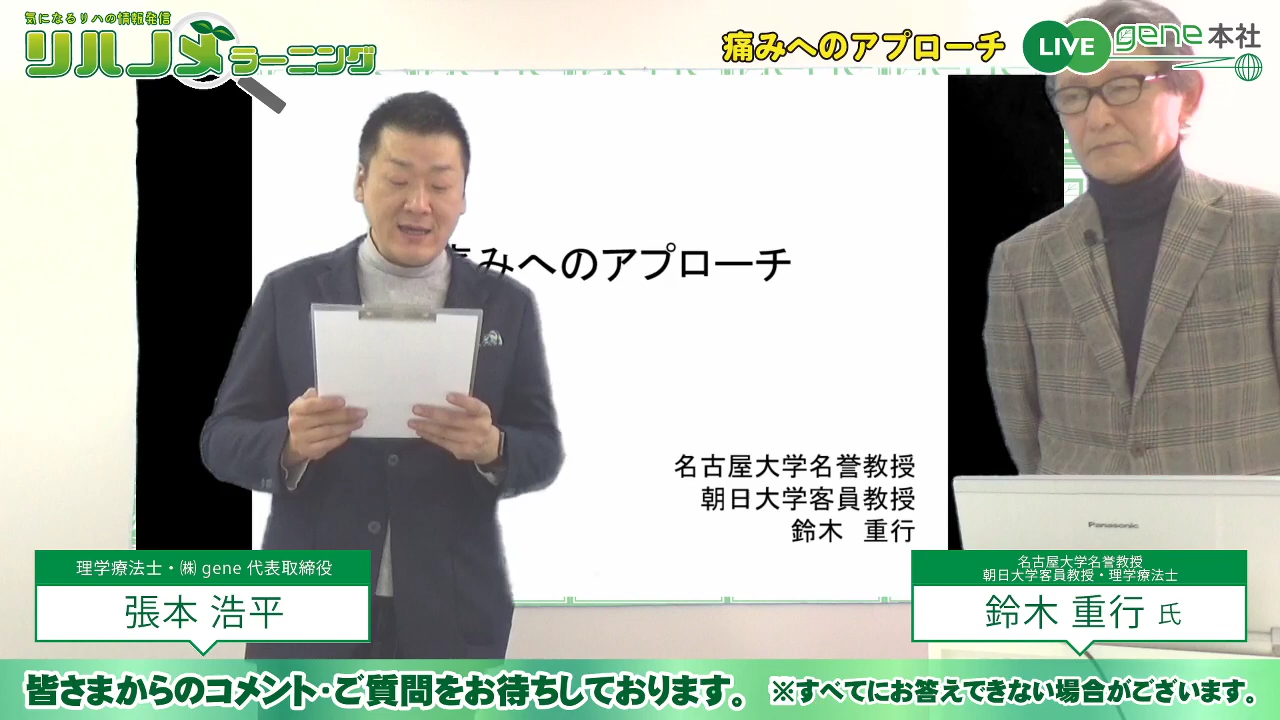 気になるリハの情報発信
リハノメ
ラーニング
痛みへのアプローチ
LIVE
gene本社
みへのアプローチ
名古屋大学名誉教授
朝日大学客員教授
鈴木 重行
Panasonic
理学療法士・㈱gene 代表取締役
張本 浩平
名古屋大学名誉教授
朝日大学客員教授・理学療法士
鈴木 重行 氏
皆さまからのコメント・ご質問をお待ちしております。 ※すべてにお答えできない場合がございます。